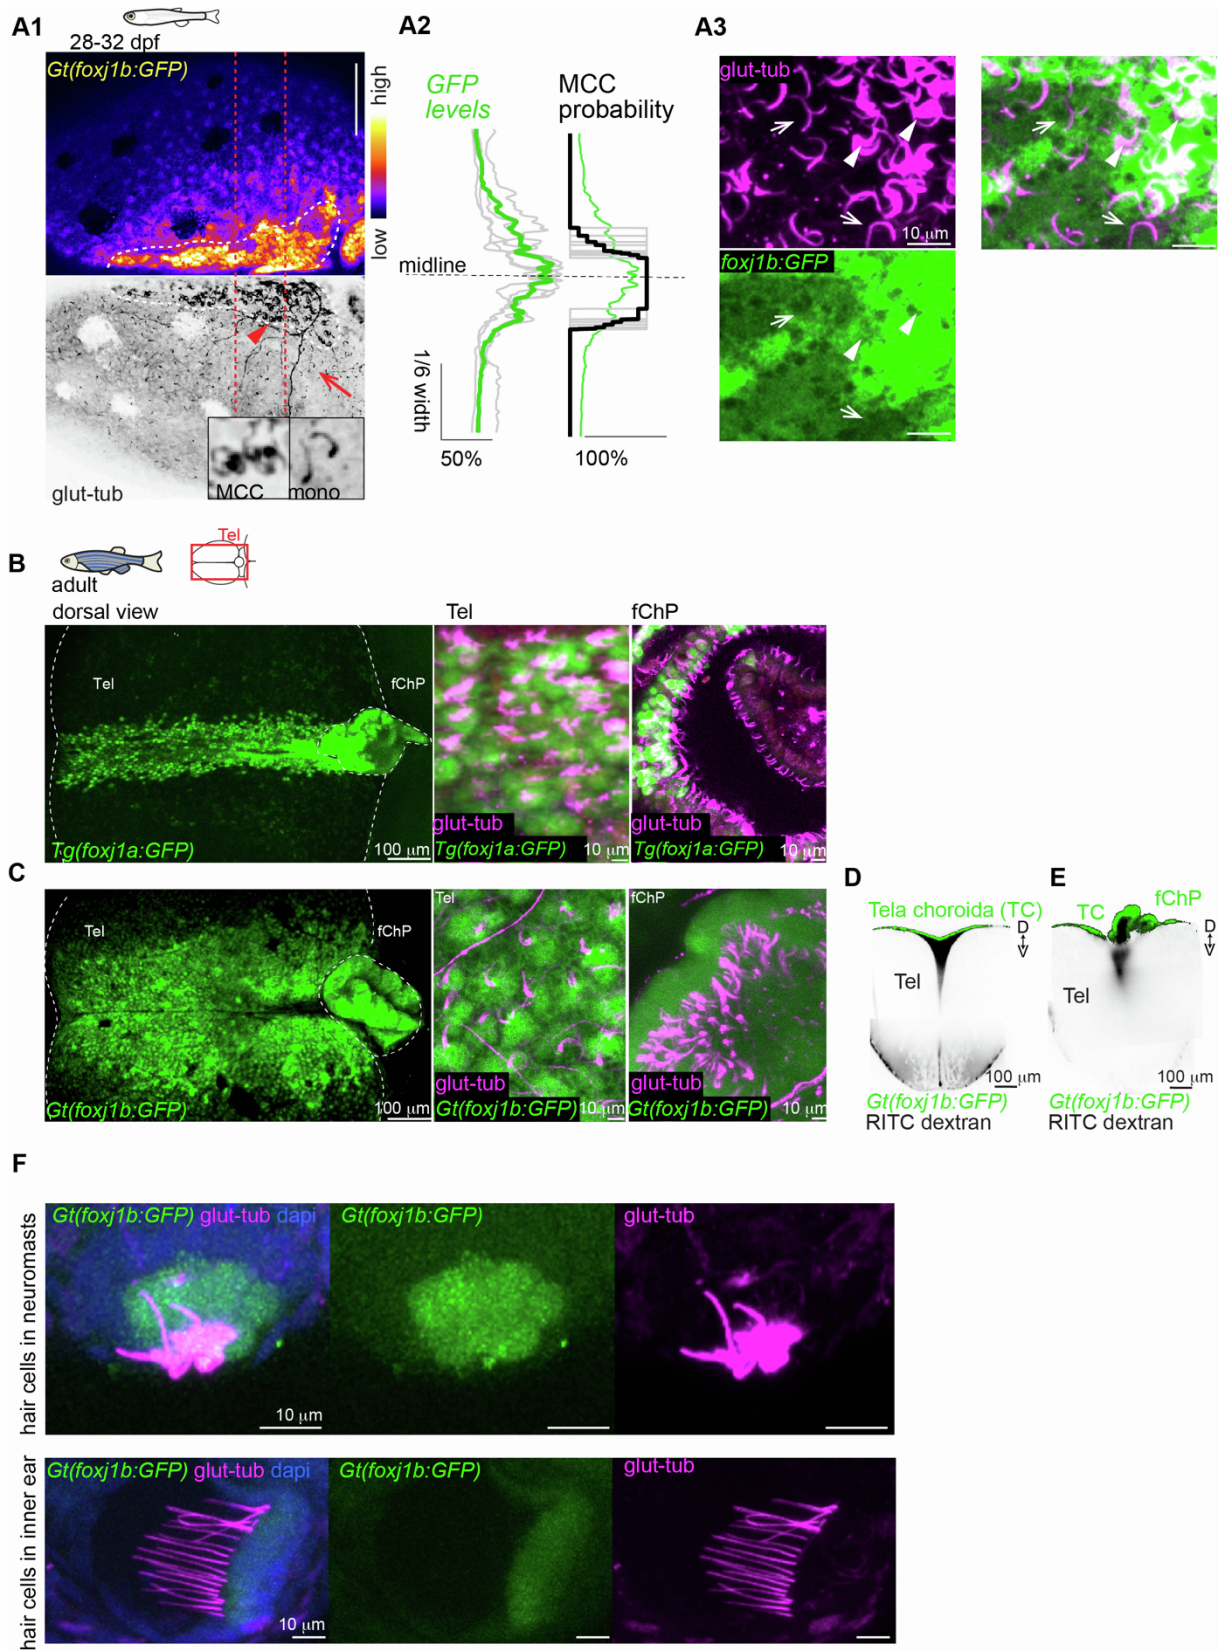 A1
28-32 dpf
Gt(foxj1b:GFP)
high
low
glut-tub
MCC
mono
A2
GFP
levels
MCC
probability
midline
1/6 width
50%
100%
A3
glut-tub
10 μm
foxj1b:GFP
B
adult
Tel
dorsal view
Tel
fChP
Tel
fChP
Tg(foxj1a:GFP)
100 μm
glut-tub
Tg(foxj1a:GFP)
10 μm
glut-tub
Tg(foxj1a:GFP)
10 μm
C
Tel
fChP
Gt(foxj1b:GFP)
100 μm
Tel
glut-tub
Gt(foxj1b:GFP)
10 μm
fChP
glut-tub
Gt(foxj1b:GFP)
10 μm
D
Tela choroida (TC)
D
V
Tel
100 μm
Gt(foxj1b:GFP)
RITC dextran
E
TC
fChP
D
V
Tel
100 μm
Gt(foxj1b:GFP)
RITC dextran
F
hair cells in neuromasts
Gt(foxj1b:GFP) glut-tub dapi
10 μm
Gt(foxj1b:GFP)
glut-tub
hair cells in inner ear
Gt(foxj1b:GFP) glut-tub dapi
10 μm
Gt(foxj1b:GFP)
glut-tub